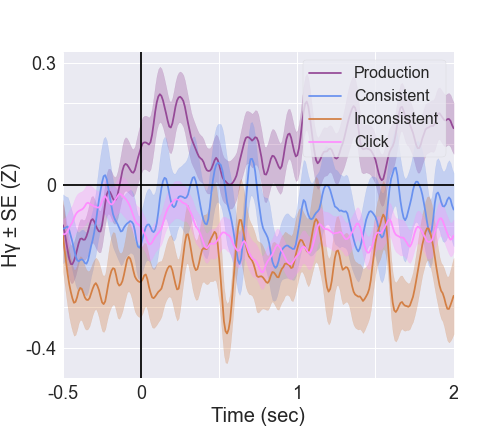 0.3
0
-0.4
Hγ ± SE (Z)
Production
Consistent
Inconsistent
Click
-0.5
0
1
2
Time (sec)